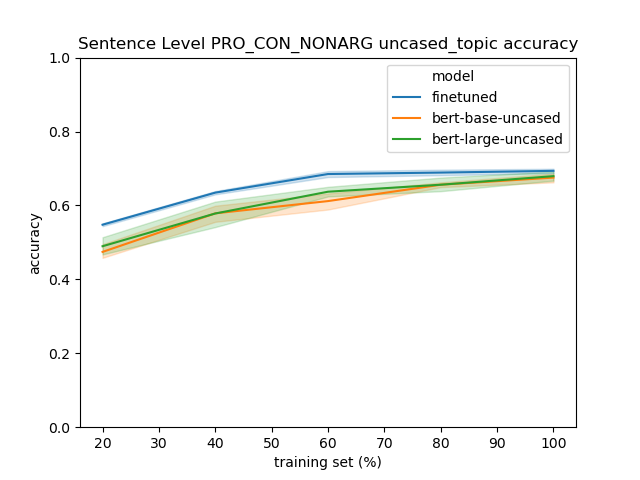 Sentence Level PRO_CON_NONARG uncased_topic accuracy
model
finetuned
bert-base-uncased
bert-large-uncased
accuracy
1.0
0.8
0.6
0.4
0.2
0.0
20 30 40 50 60 70 80 90 100
training set (%)